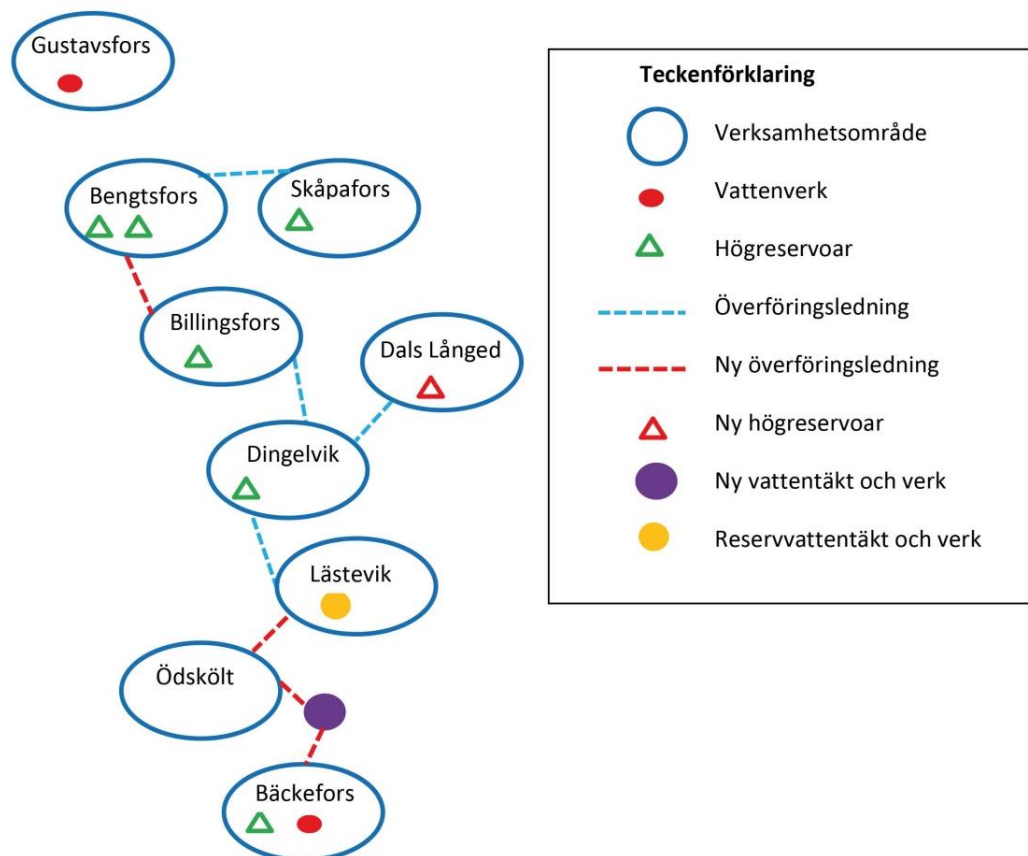 Gustavsfors
Bengtsfors
Skåpafors
Billingsfors
Dals Långed
Dingelvik
Lästevik
Ödskölt
Bäckefors
Teckenförklaring
Verksamhetsområde
Vattenverk
Högreservoar
Överföringsledning
Ny överföringsledning
Ny högreservoar
Ny vattentäkt och verk
Reservvattentäkt och verk